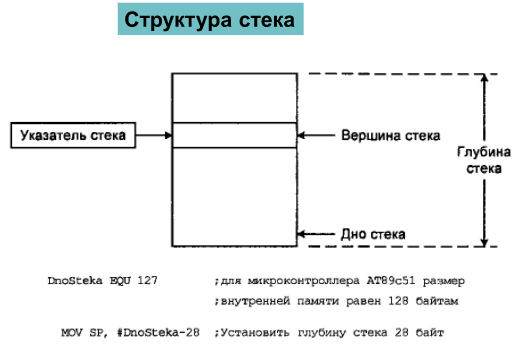 Структура стека
Указатель стека
Вершина стека
Глубина
стека
Дно стека
DnoSteka EQU 127 ;для микроконтроллера AT89c51 размер
;внутренней памяти равен 128 байтам
MOV SP, #DnoSteka-28 ;Установить глубину стека 28 байт